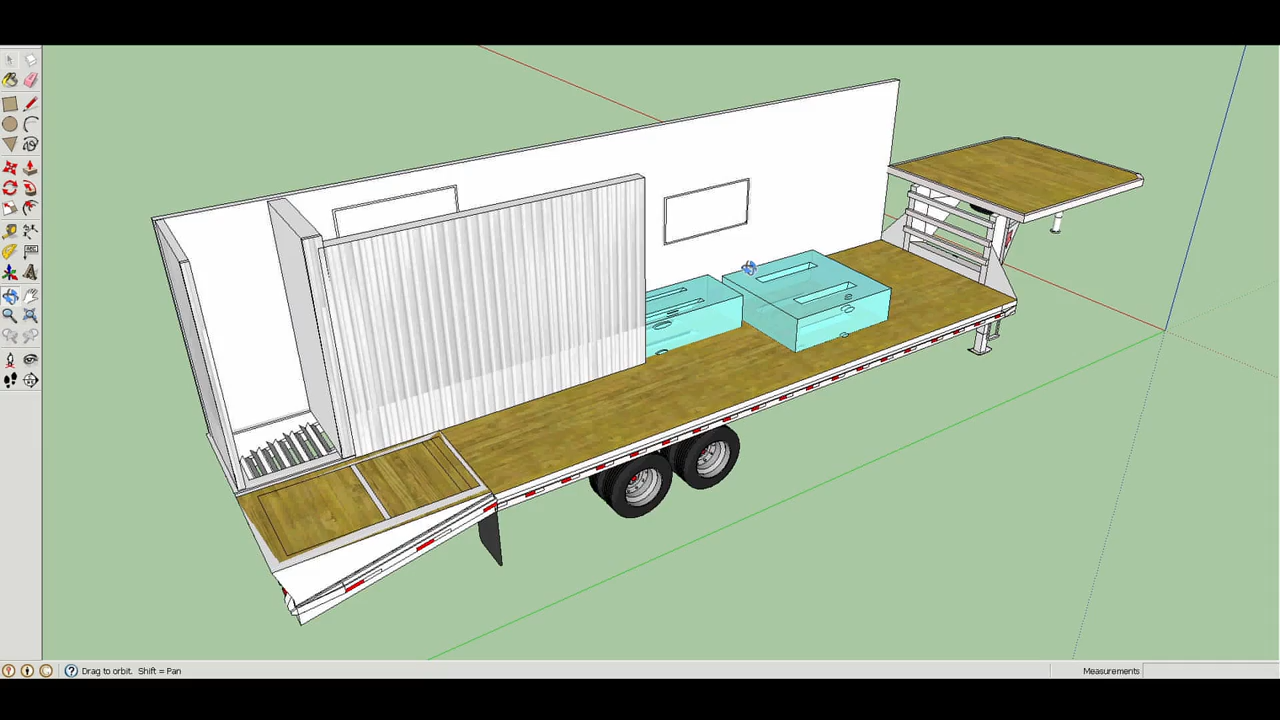 Drag to orbit. Shift = Pan
Measurements